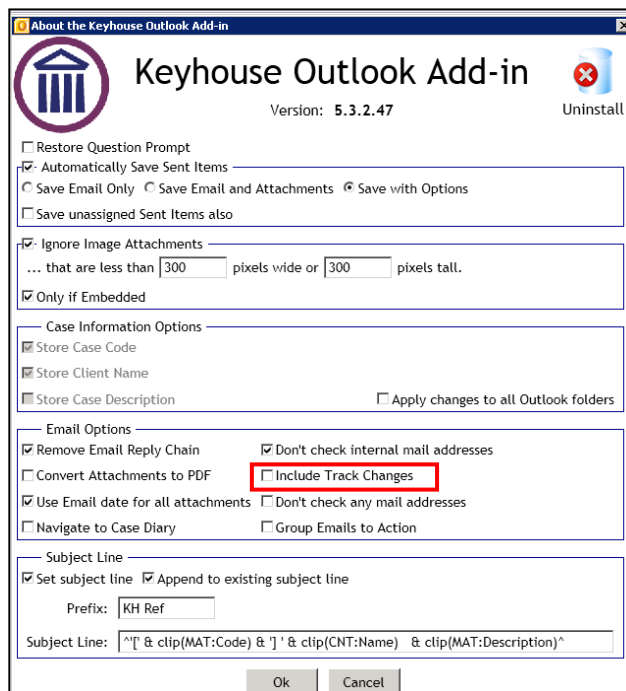 About the Keyhouse Outlook Add-in
Keyhouse Outlook Add-in
Version: 5.3.2.47
Uninstall
Restore Question Prompt
Automatically Save Sent Items
Save Email Only Save Email and Attachments Save with Options
Save unassigned Sent Items also
Ignore Image Attachments
... that are less than 300 pixels wide or 300 pixels tall.
Only if Embedded
Case Information Options
Store Case Code
Store Client Name
Store Case Description Apply changes to all Outlook folders
Email Options
Remove Email Reply Chain Don't check internal mail addresses
Convert Attachments to PDF Include Track Changes
Use Email date for all attachments Don't check any mail addresses
Navigate to Case Diary Group Emails to Action
Subject Line
Set subject line Append to existing subject line
Prefix: KH Ref
Subject Line: ^'[' & clip(MAT:Code) & '] ' & clip(CNT:Name) & clip(MAT:Description)^
Ok Cancel